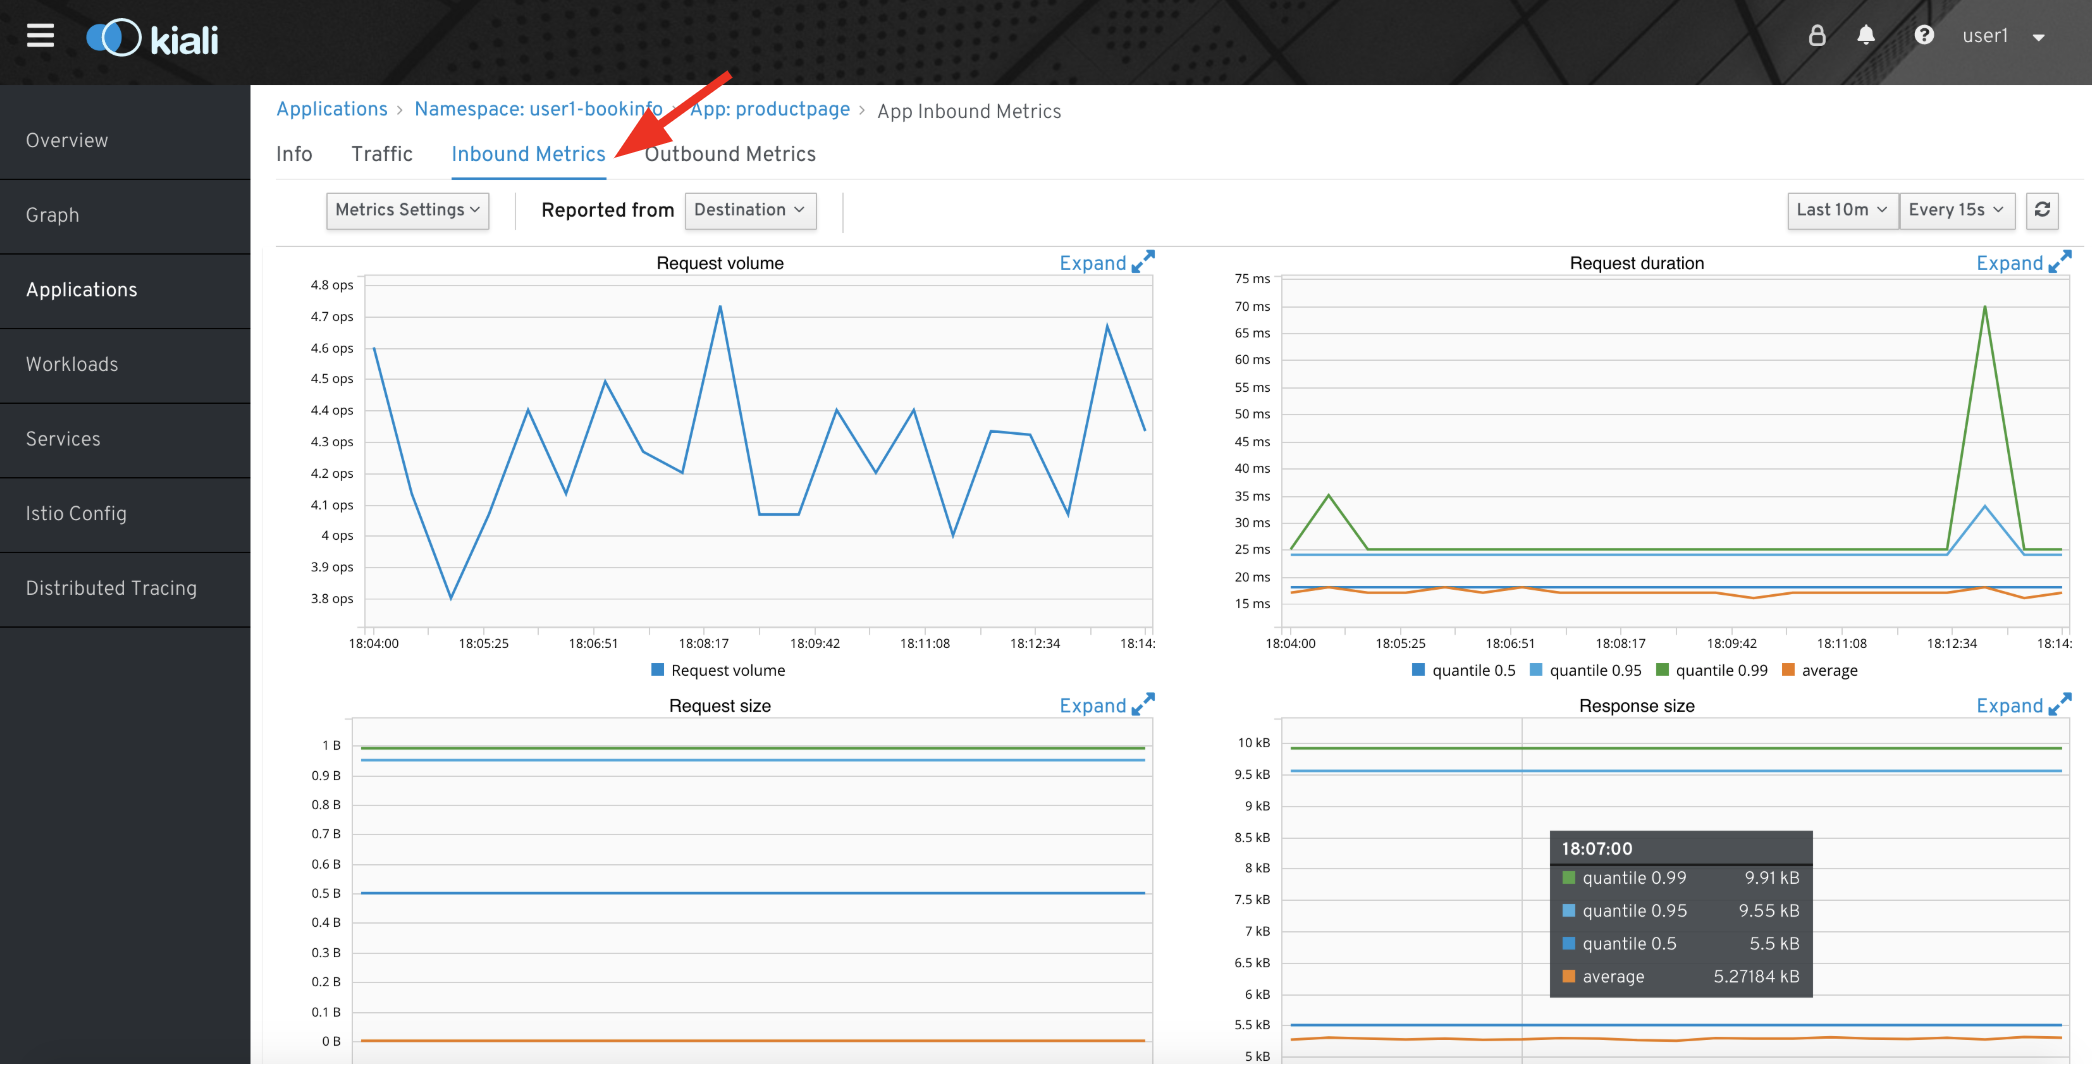 kiali
user1
Overview
Graph
Applications
Workloads
Services
Istio Config
Distributed Tracing
Applications > Namespace: user1-bookinfo > App: productpage > App Inbound Metrics
Info Traffic Inbound Metrics Outbound Metrics
Metrics Settings Reported from Destination Last 10m Every 15s
Request volume Expand
4.8 ops
4.7 ops
4.6 ops
4.5 ops
4.4 ops
4.3 ops
4.2 ops
4.1 ops
4 ops
3.9 ops
3.8 ops
18:04:00 18:05:25 18:06:51 18:08:17 18:09:42 18:11:08 18:12:34 18:14:
Request volume
Request duration Expand
75 ms
70 ms
65 ms
60 ms
55 ms
50 ms
45 ms
40 ms
35 ms
30 ms
25 ms
20 ms
15 ms
18:04:00 18:05:25 18:06:51 18:08:17 18:09:42 18:11:08 18:12:34 18:14:
quantile 0.5 quantile 0.95 quantile 0.99 average
Request size Expand
1 B
0.9 B
0.8 B
0.7 B
0.6 B
0.5 B
0.4 B
0.3 B
0.2 B
0.1 B
0 B
Response size Expand
10 kB
9.5 kB
9 kB
8.5 kB
8 kB
7.5 kB
7 kB
6.5 kB
6 kB
5.5 kB
5 kB
18:07:00
quantile 0.99 9.91 kB
quantile 0.95 9.55 kB
quantile 0.5 5.5 kB
average 5.27184 kB